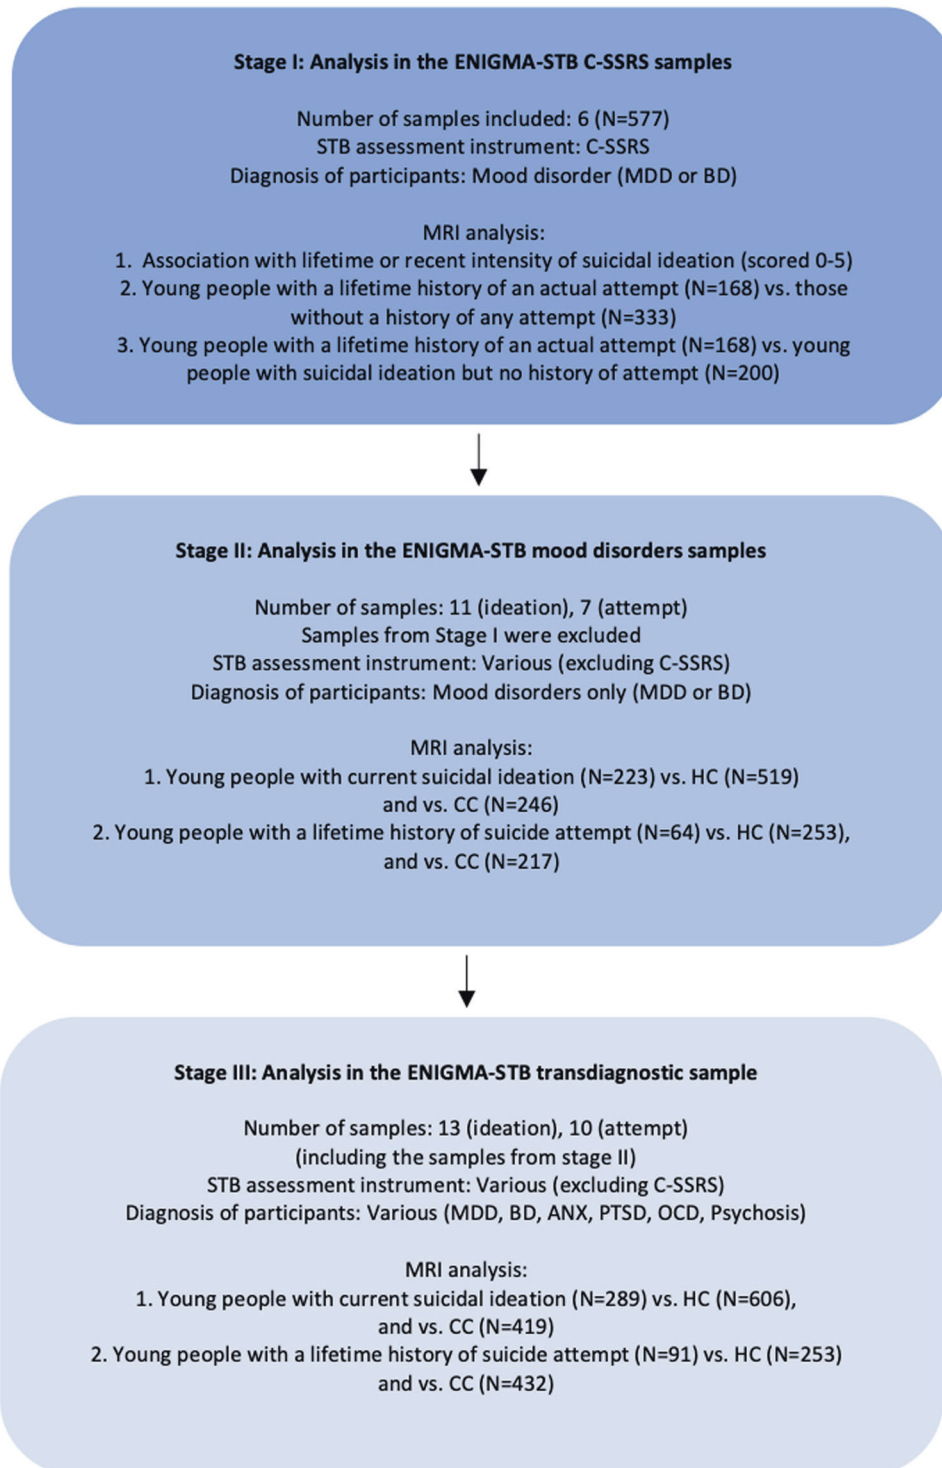 Stage I: Analysis in the ENIGMA-STB C-SSRS samples
Number of samples included: 6 (N=577)
STB assessment instrument: C-SSRS
Diagnosis of participants: Mood disorder (MDD or BD)
MRI analysis:
1. Association with lifetime or recent intensity of suicidal ideation (scored 0-5)
2. Young people with a lifetime history of an actual attempt (N=168) vs. those
without a history of any attempt (N=333)
3. Young people with a lifetime history of an actual attempt (N=168) vs. young
people with suicidal ideation but no history of attempt (N=200)
Stage II: Analysis in the ENIGMA-STB mood disorders samples
Number of samples: 11 (ideation), 7 (attempt)
Samples from Stage I were excluded
STB assessment instrument: Various (excluding C-SSRS)
Diagnosis of participants: Mood disorders only (MDD or BD)
MRI analysis:
1. Young people with current suicidal ideation (N=223) vs. HC (N=519)
and vs. CC (N=246)
2. Young people with a lifetime history of suicide attempt (N=64) vs. HC (N=253),
and vs. CC (N=217)
Stage III: Analysis in the ENIGMA-STB transdiagnostic sample
Number of samples: 13 (ideation), 10 (attempt)
(including the samples from stage II)
STB assessment instrument: Various (excluding C-SSRS)
Diagnosis of participants: Various (MDD, BD, ANX, PTSD, OCD, Psychosis)
MRI analysis:
1. Young people with current suicidal ideation (N=289) vs. HC (N=606),
and vs. CC (N=419)
2. Young people with a lifetime history of suicide attempt (N=91) vs. HC (N=253)
and vs. CC (N=432)